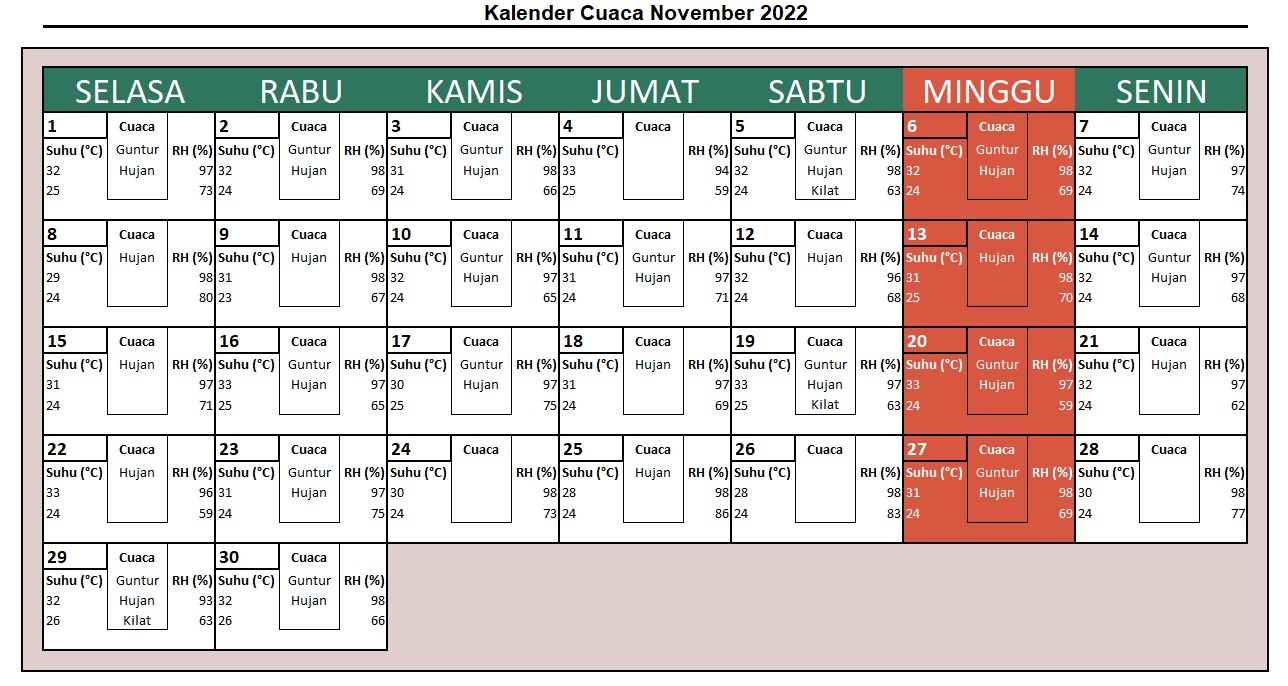 Kalender Cuaca November 2022
SELASA RABU KAMIS JUMAT SABTU MINGGU SENIN
1 Cuaca 2 Cuaca 3 Cuaca 4 Cuaca 5 Cuaca 6 Cuaca 7 Cuaca
Suhu (°C) Guntur RH (%) Suhu (°C) Guntur RH (%) Suhu (°C) Guntur RH (%) Suhu (°C) RH (%) Suhu (°C) Guntur RH (%) Suhu (°C) Guntur RH (%) Suhu (°C) Guntur RH (%)
32 Hujan 97 32 Hujan 98 31 Hujan 98 33 94 32 Hujan 98 32 Hujan 98 32 Hujan 97
25 73 24 69 24 66 25 59 24 Kilat 63 24 69 24 74
8 Cuaca 9 Cuaca 10 Cuaca 11 Cuaca 12 Cuaca 13 Cuaca 14 Cuaca
Suhu (°C) Hujan RH (%) Suhu (°C) Hujan RH (%) Suhu (°C) Guntur RH (%) Suhu (°C) Guntur RH (%) Suhu (°C) Hujan RH (%) Suhu (°C) Hujan RH (%) Suhu (°C) Guntur RH (%)
29 98 31 98 32 Hujan 97 31 Hujan 97 32 96 31 98 32 Hujan 97
24 80 23 67 24 65 24 71 24 68 25 70 24 68
15 Cuaca 16 Cuaca 17 Cuaca 18 Cuaca 19 Cuaca 20 Cuaca 21 Cuaca
Suhu (°C) Hujan RH (%) Suhu (°C) Guntur RH (%) Suhu (°C) Guntur RH (%) Suhu (°C) Hujan RH (%) Suhu (°C) Guntur RH (%) Suhu (°C) Guntur RH (%) Suhu (°C) Hujan RH (%)
31 97 33 Hujan 97 30 Hujan 97 31 97 33 Hujan 97 33 Hujan 97 32 97
24 71 25 65 25 75 24 69 25 Kilat 63 24 59 24 62
22 Cuaca 23 Cuaca 24 Cuaca 25 Cuaca 26 Cuaca 27 Cuaca 28 Cuaca
Suhu (°C) Hujan RH (%) Suhu (°C) Guntur RH (%) Suhu (°C) RH (%) Suhu (°C) Hujan RH (%) Suhu (°C) RH (%) Suhu (°C) Guntur RH (%) Suhu (°C) RH (%)
33 96 31 Hujan 97 30 98 28 98 28 98 31 Hujan 98 30 98
24 59 24 75 24 73 24 86 24 83 24 69 24 77
29 Cuaca 30 Cuaca
Suhu (°C) Guntur RH (%) Suhu (°C) Guntur RH (%)
32 Hujan 93 32 Hujan 98
26 Kilat 63 26 66